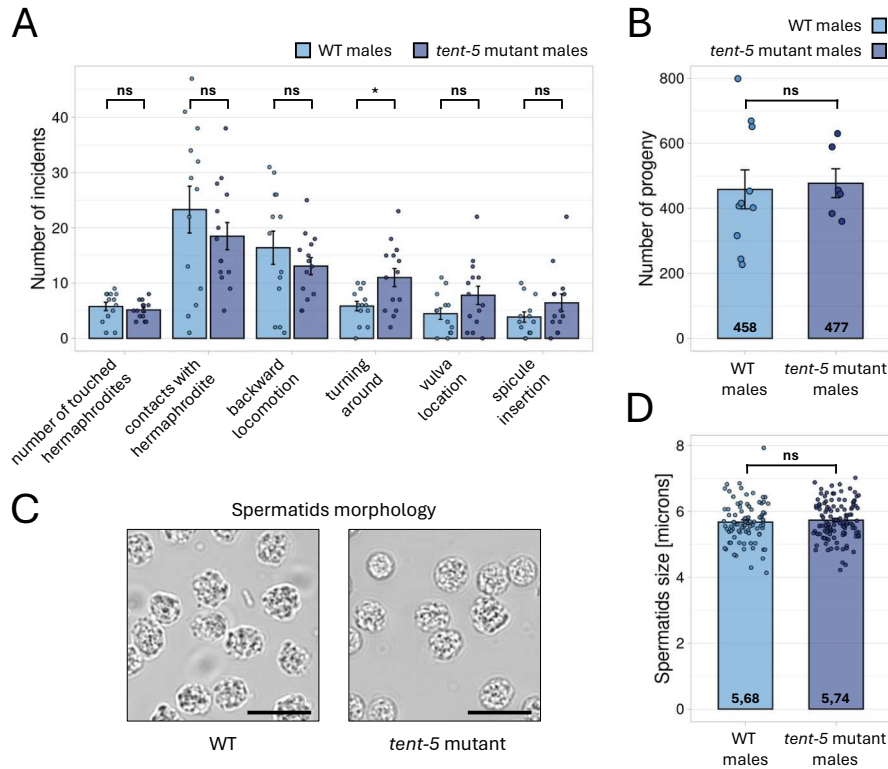 A
WT males
tent-5 mutant males
Number of incidents
40
30
20
10
0
ns
ns
ns
*
ns
ns
number of touched
hermaphrodites
contacts with
hermaphrodite
backward
locomotion
turning
around
vulva
location
spicule
insertion
B
WT males
tent-5 mutant males
Number of progeny
800
600
400
200
0
ns
458
477
WT
males
tent-5 mutant
males
C
Spermatids morphology
WT
tent-5 mutant
D
Spermatids size [microns]
8
6
4
2
0
ns
5,68
5,74
WT
males
tent-5 mutant
males